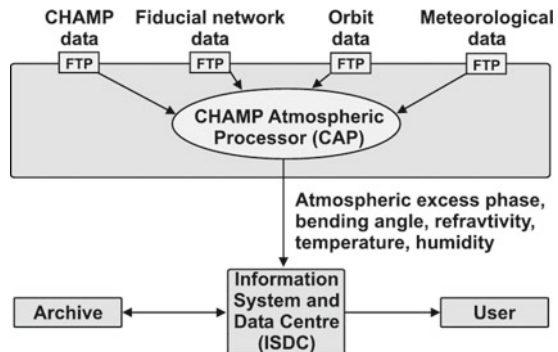 CHAMP data
Fiducial network data
Orbit data
Meteorological data
FTP
FTP
FTP
FTP
CHAMP Atmospheric
Processor (CAP)
Atmospheric excess phase,
bending angle, refravtivity,
temperature, humidity
Archive
Information
System and
Data Centre
(ISDC)
User